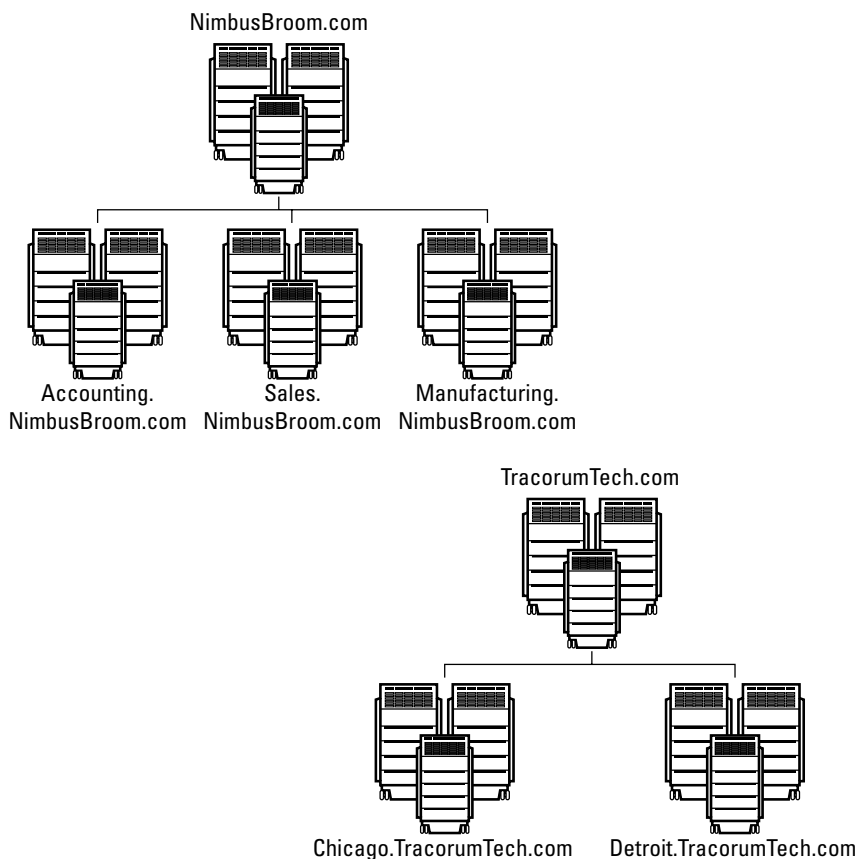 NimbusBroom.com
Accounting.
NimbusBroom.com
Sales.
NimbusBroom.com
Manufacturing.
NimbusBroom.com
TracorumTech.com
Chicago.TracorumTech.com
Detroit.TracorumTech.com